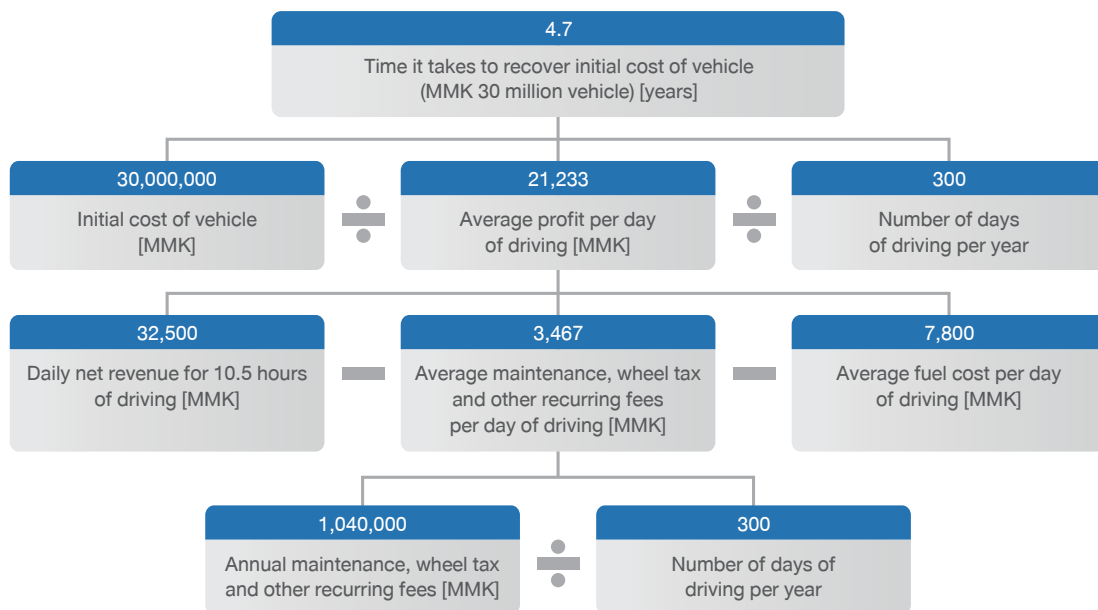 4.7
Time it takes to recover initial cost of vehicle
(MMK 30 million vehicle) [years]
30,000,000
Initial cost of vehicle
[MMK]
÷
21,233
Average profit per day
of driving [MMK]
÷
300
Number of days
of driving per year
32,500
Daily net revenue for 10.5 hours
of driving [MMK]
–
3,467
Average maintenance, wheel tax
and other recurring fees
per day of driving [MMK]
–
7,800
Average fuel cost per day
of driving [MMK]
1,040,000
Annual maintenance, wheel tax
and other recurring fees [MMK]
÷
300
Number of days of
driving per year